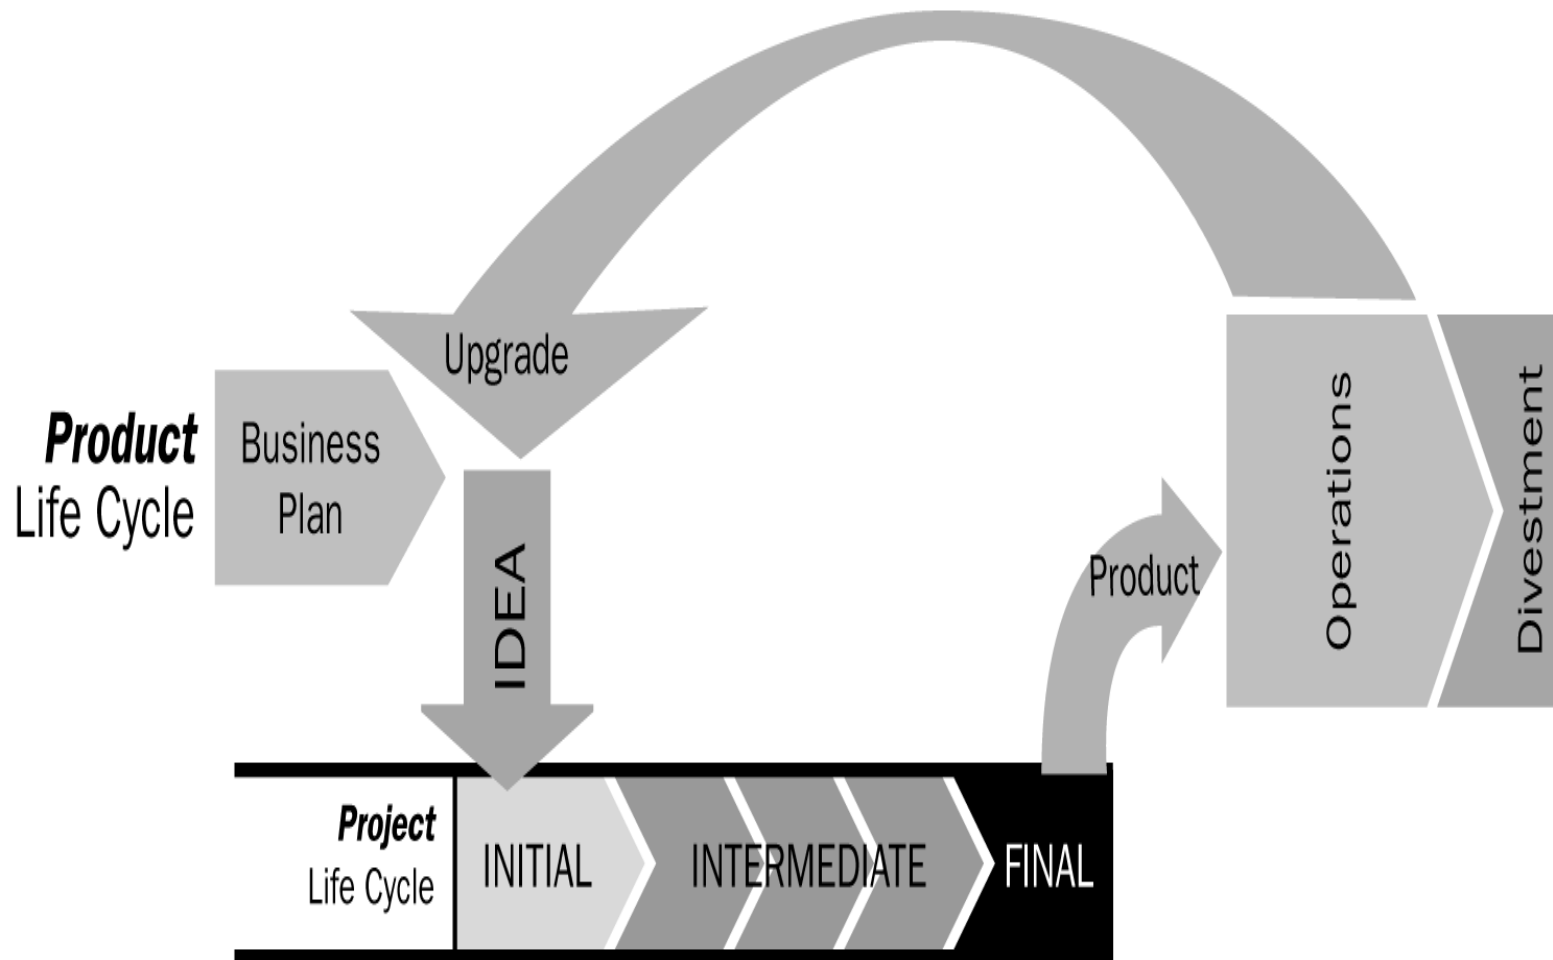 Upgrade
Product
Life Cycle
Business
Plan
IDEA
Product
Operations
Divestment
Project
Life Cycle
INITIAL
INTERMEDIATE
FINAL